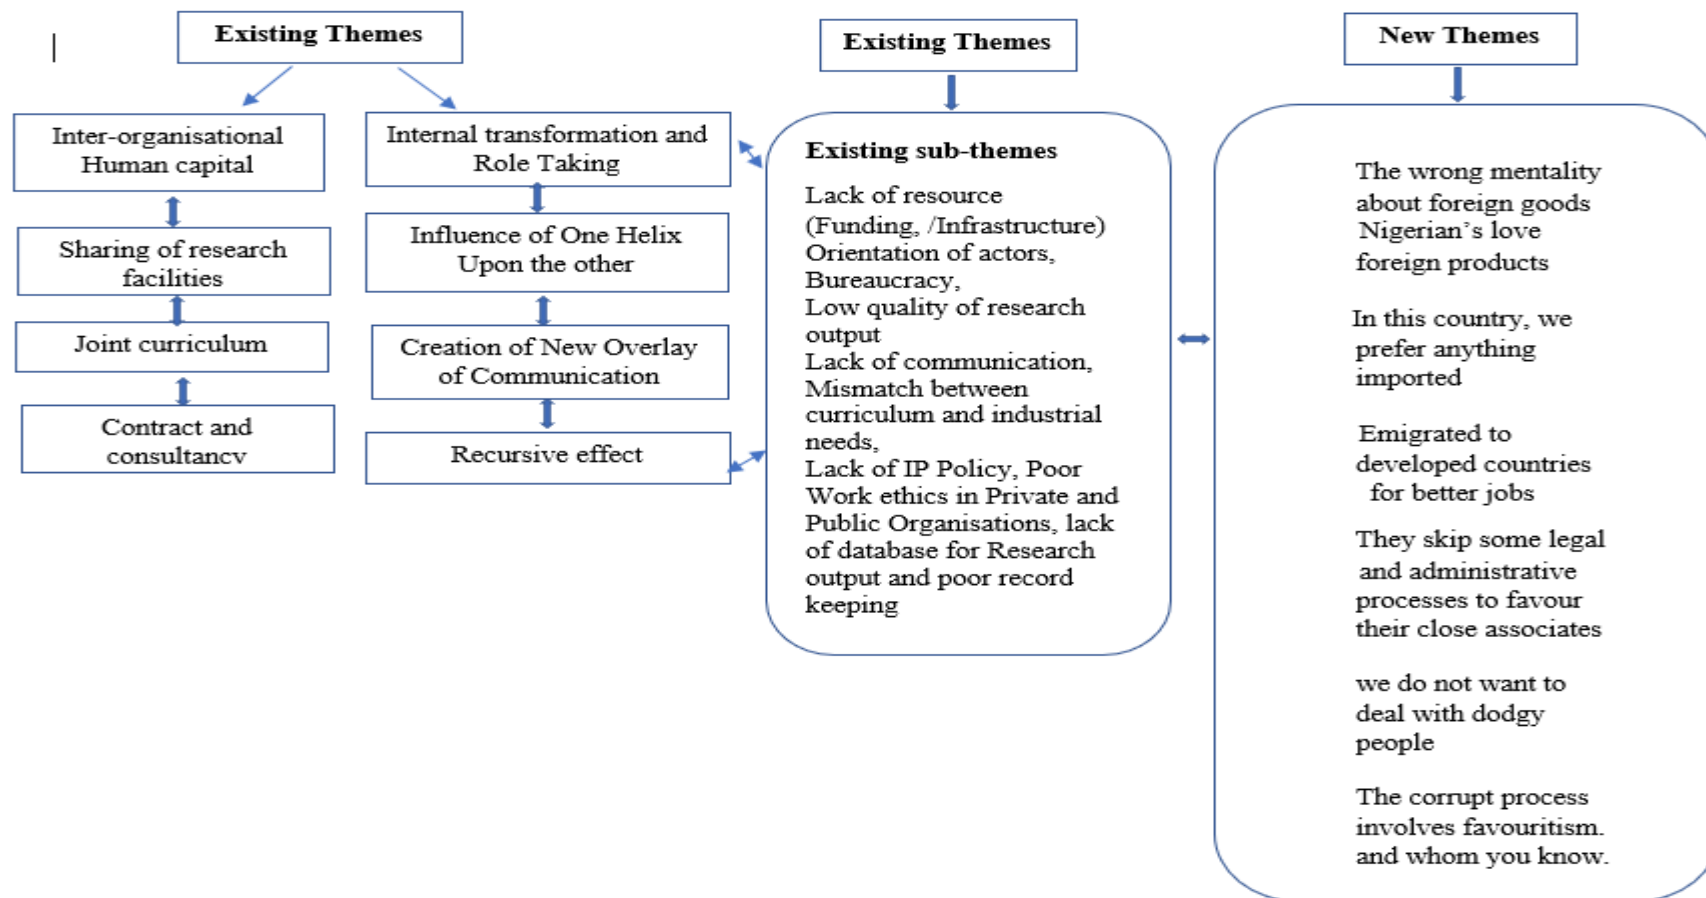 Existing Themes
Inter-organisational
Human capital
Sharing of research
facilities
Joint curriculum
Contract and
consultancy
Internal transformation and
Role Taking
Influence of One Helix
Upon the other
Creation of New Overlay
of Communication
Recursive effect
Existing Themes
Existing sub-themes
Lack of resource
(Funding, /Infrastructure)
Orientation of actors,
Bureaucracy,
Low quality of research
output
Lack of communication,
Mismatch between
curriculum and industrial
needs,
Lack of IP Policy, Poor
Work ethics in Private and
Public Organisations, lack
of database for Research
output and poor record
keeping
New Themes
The wrong mentality
about foreign goods
Nigerian’s love
foreign products
In this country, we
prefer anything
imported
Emigrated to
developed countries
for better jobs
They skip some legal
and administrative
processes to favour
their close associates
we do not want to
deal with dodgy
people
The corrupt process
involves favouritism.
and whom you know.